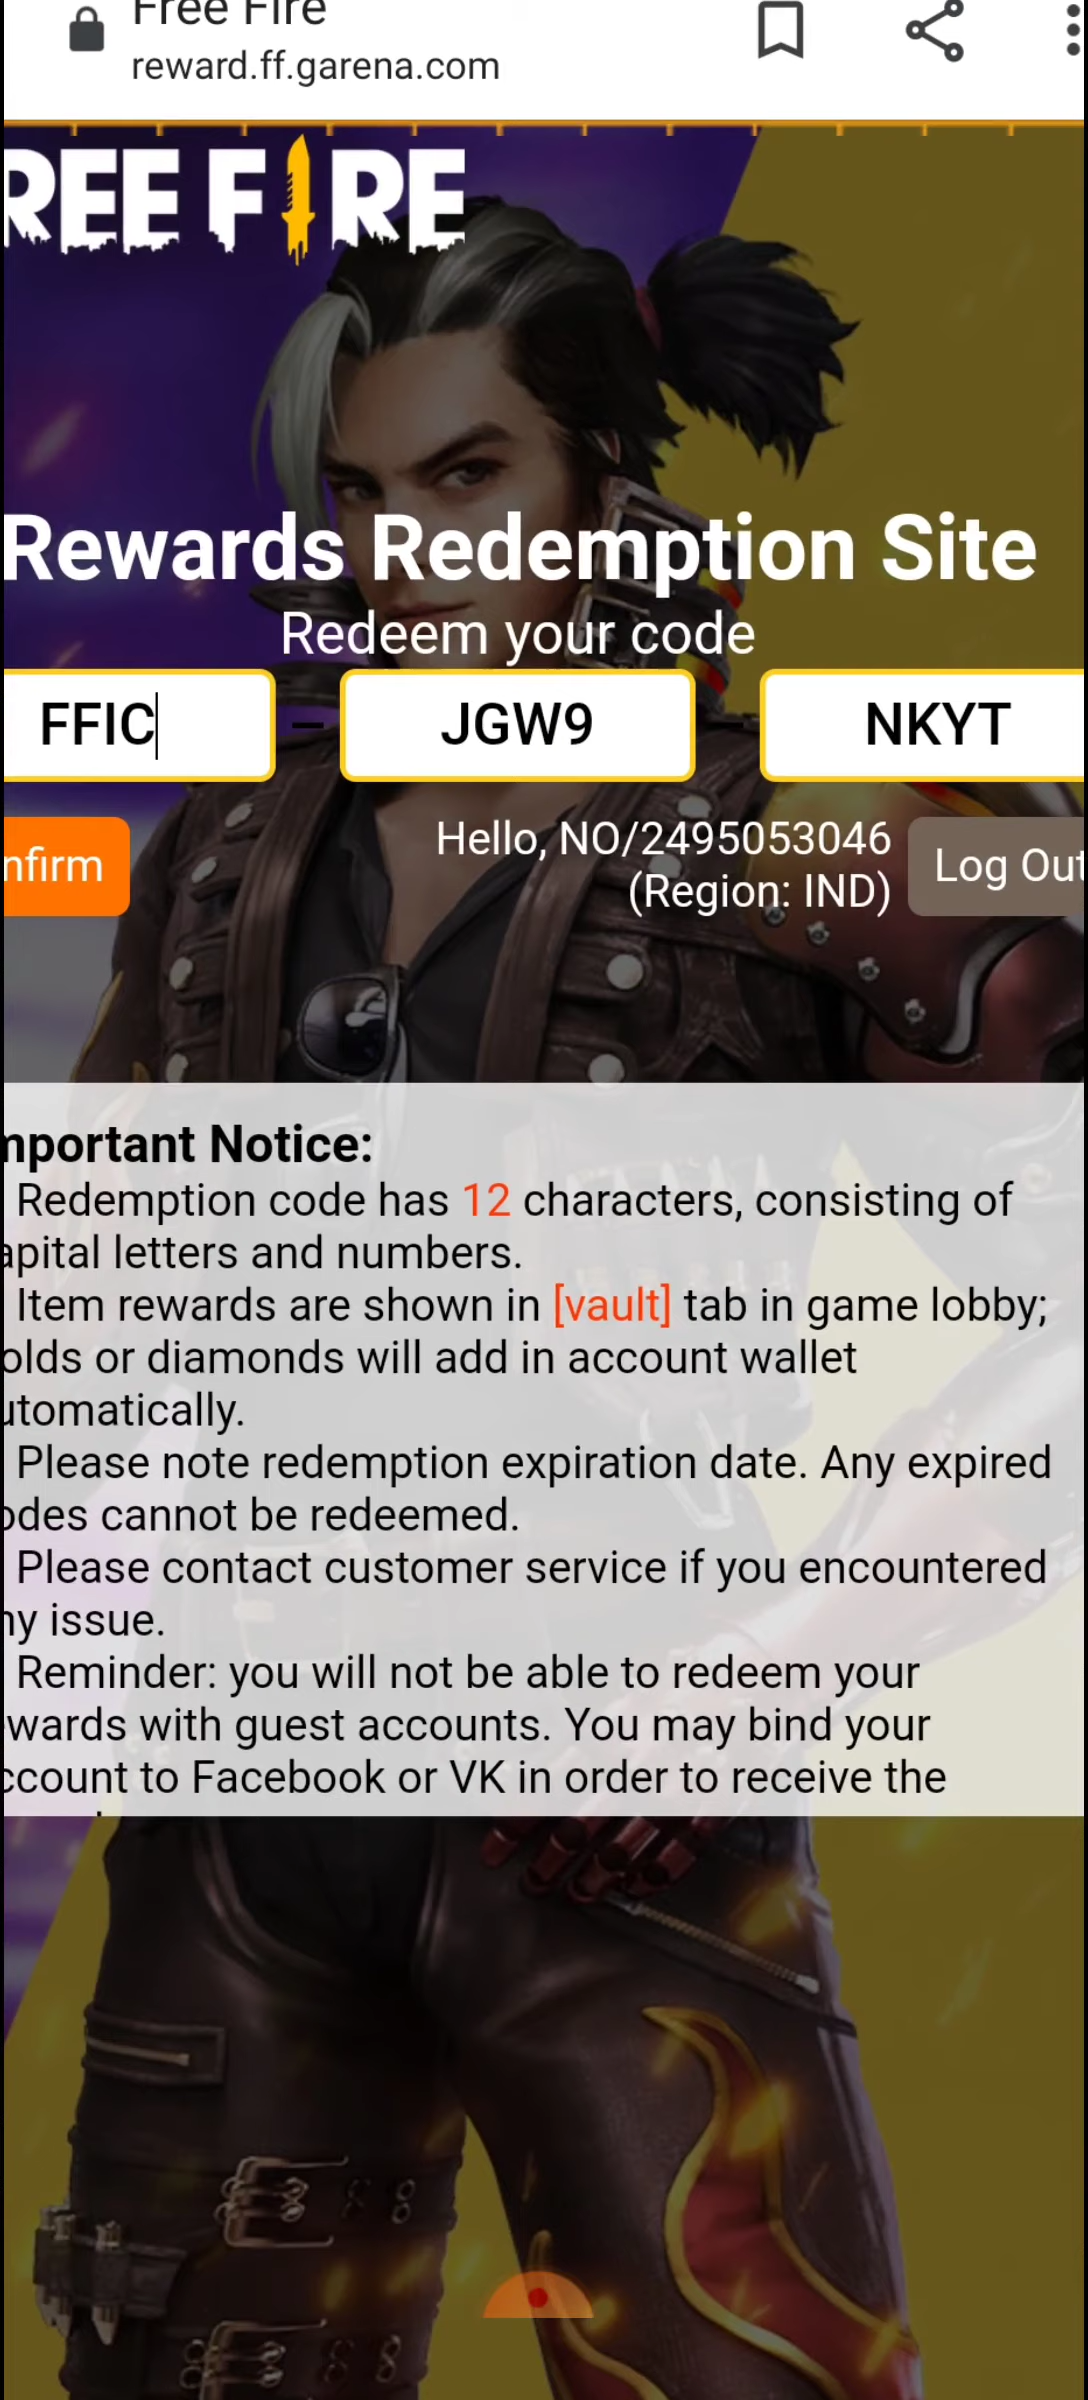 Free Fire
reward.ff.garena.com
REE FIRE
Rewards Redemption Site
Redeem your code
FFIC – JGW9 – NKYT
nfirm
Hello, NO/2495053046
(Region: IND)
Log Out
mportant Notice:
Redemption code has 12 characters, consisting of
apital letters and numbers.
Item rewards are shown in [vault] tab in game lobby;
olds or diamonds will add in account wallet
utomatically.
Please note redemption expiration date. Any expired
odes cannot be redeemed.
Please contact customer service if you encountered
ny issue.
Reminder: you will not be able to redeem your
wards with guest accounts. You may bind your
ccount to Facebook or VK in order to receive the